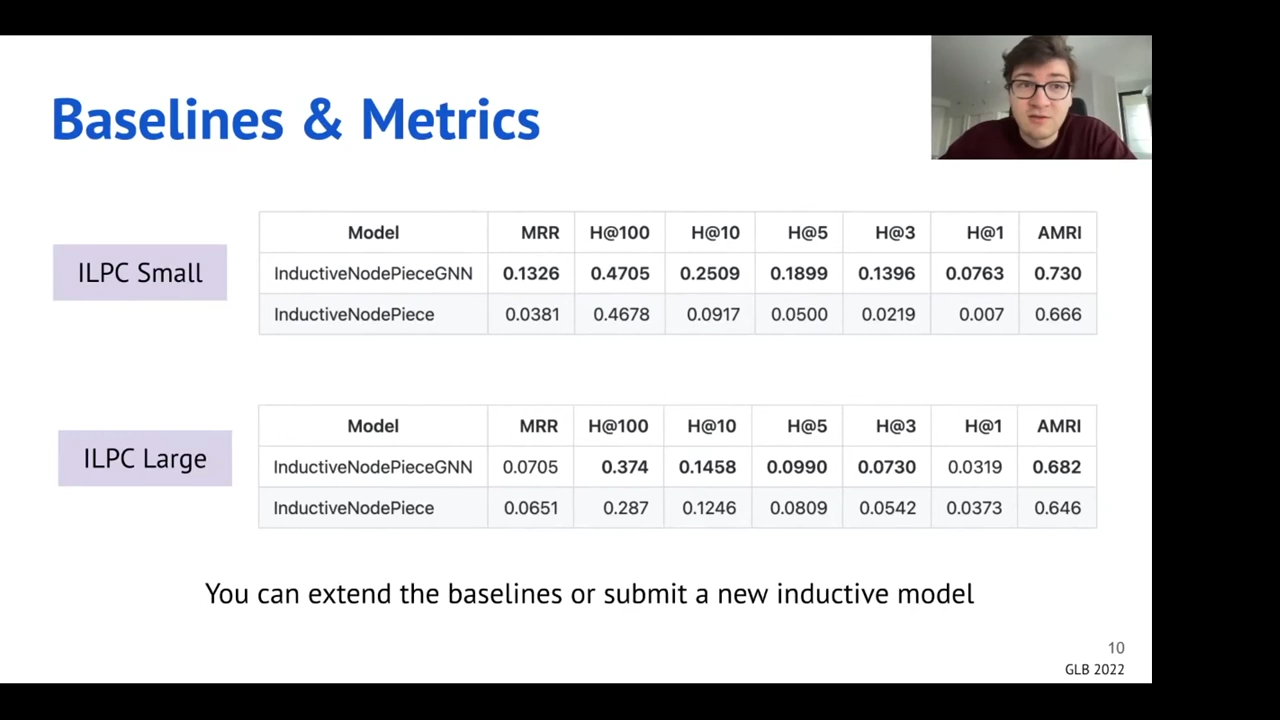 Baselines & Metrics
ILPC Small
Model MRR H@100 H@10 H@5 H@3 H@1 AMRI
InductiveNodePieceGNN 0.1326 0.4705 0.2509 0.1899 0.1396 0.0763 0.730
InductiveNodePiece 0.0381 0.4678 0.0917 0.0500 0.0219 0.007 0.666
ILPC Large
Model MRR H@100 H@10 H@5 H@3 H@1 AMRI
InductiveNodePieceGNN 0.0705 0.374 0.1458 0.0990 0.0730 0.0319 0.682
InductiveNodePiece 0.0651 0.287 0.1246 0.0809 0.0542 0.0373 0.646
You can extend the baselines or submit a new inductive model
10
GLB 2022